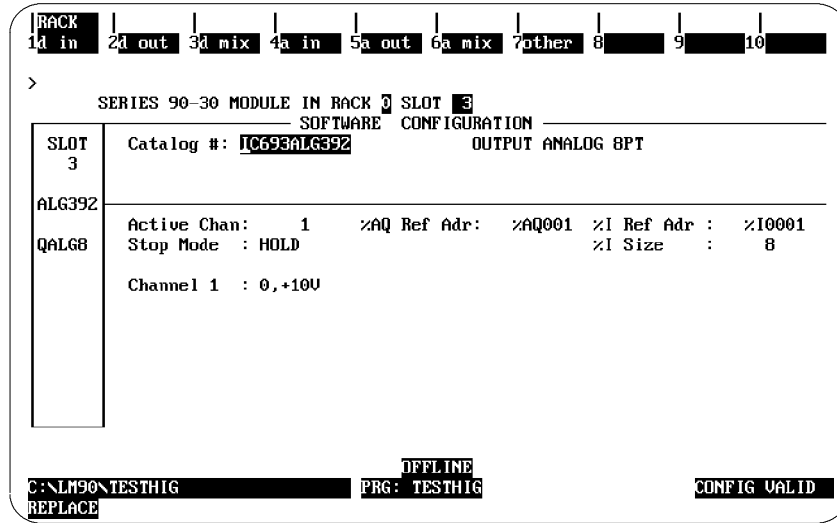 RACK
1d in 2d out 3d mix 4a in 5a out 6a mix 7other 8 9 10
>
SERIES 90-30 MODULE IN RACK 0 SLOT 3
SOFTWARE CONFIGURATION
SLOT Catalog #: IC693ALG392 OUTPUT ANALOG 8PT
3
ALG392
Active Chan: 1 %AQ Ref Adr: %AQ001 %I Ref Adr : %I0001
QALG8 Stop Mode : HOLD %I Size : 8
Channel 1 : 0,+10V
OFFLINE
C:\LM90\TESTHIG PRG: TESTHIG CONFIG VALID
REPLACE